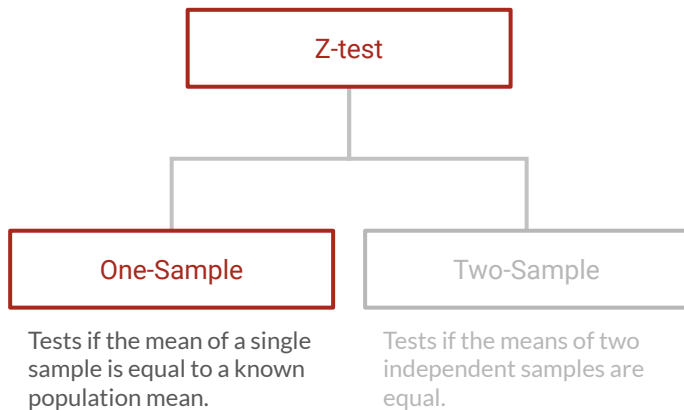 Z-test
One-Sample
Two-Sample
Tests if the mean of a single
sample is equal to a known
population mean.
Tests if the means of two
independent samples are
equal.